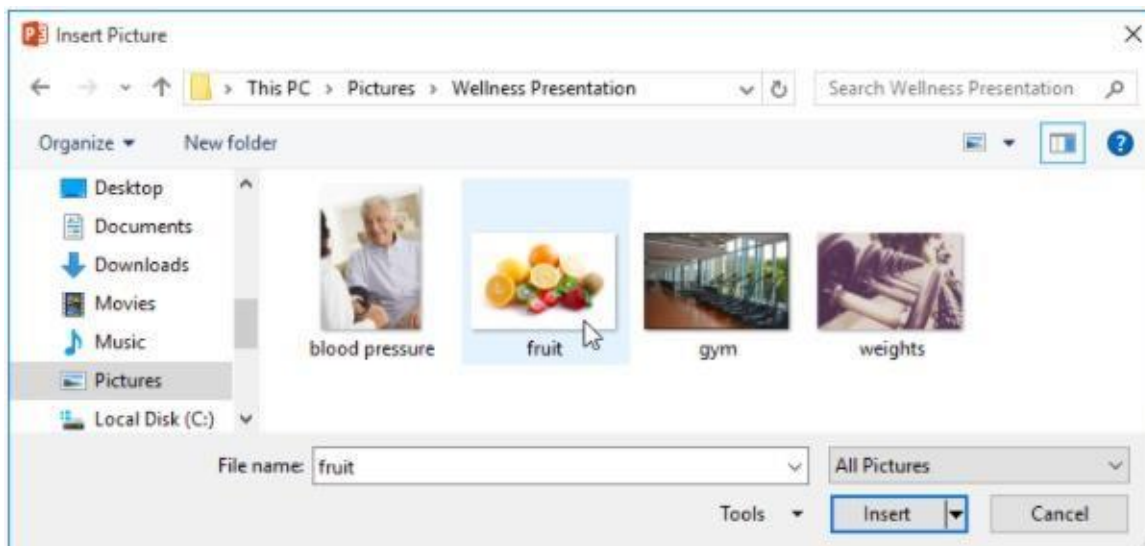 Insert Picture
This PC > Pictures > Wellness Presentation
Search Wellness Presentation
Organize
New folder
Desktop
Documents
Downloads
Movies
Music
Pictures
Local Disk (C:)
blood pressure
fruit
gym
weights
File name: fruit
All Pictures
Tools
Insert
Cancel